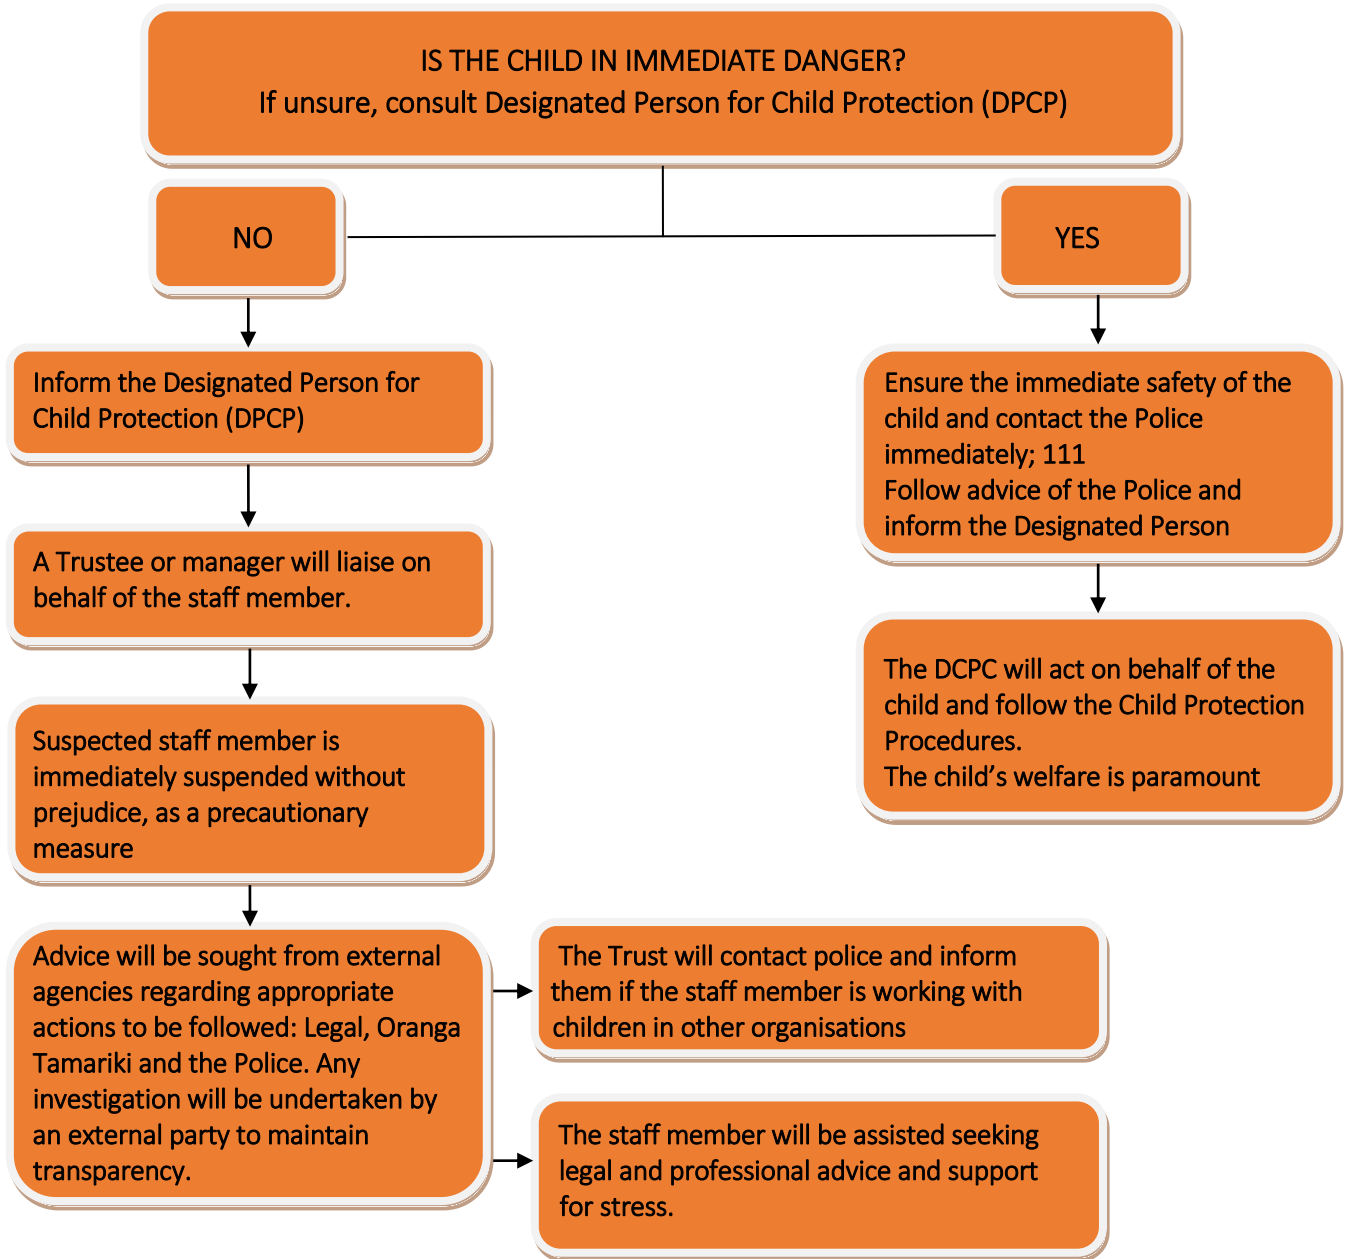 IS THE CHILD IN IMMEDIATE DANGER?
If unsure, consult Designated Person for Child Protection (DPCP)
NO
YES
Inform the Designated Person for
Child Protection (DPCP)
A Trustee or manager will liaise on
behalf of the staff member.
Suspected staff member is
immediately suspended without
prejudice, as a precautionary
measure
Advice will be sought from external
agencies regarding appropriate
actions to be followed: Legal, Oranga
Tamariki and the Police. Any
investigation will be undertaken by
an external party to maintain
transparency.
The Trust will contact police and inform
them if the staff member is working with
children in other organisations
The staff member will be assisted seeking
legal and professional advice and support
for stress.
Ensure the immediate safety of the
child and contact the Police
immediately; 111
Follow advice of the Police and
inform the Designated Person
The DCPC will act on behalf of the
child and follow the Child Protection
Procedures.
The child’s welfare is paramount